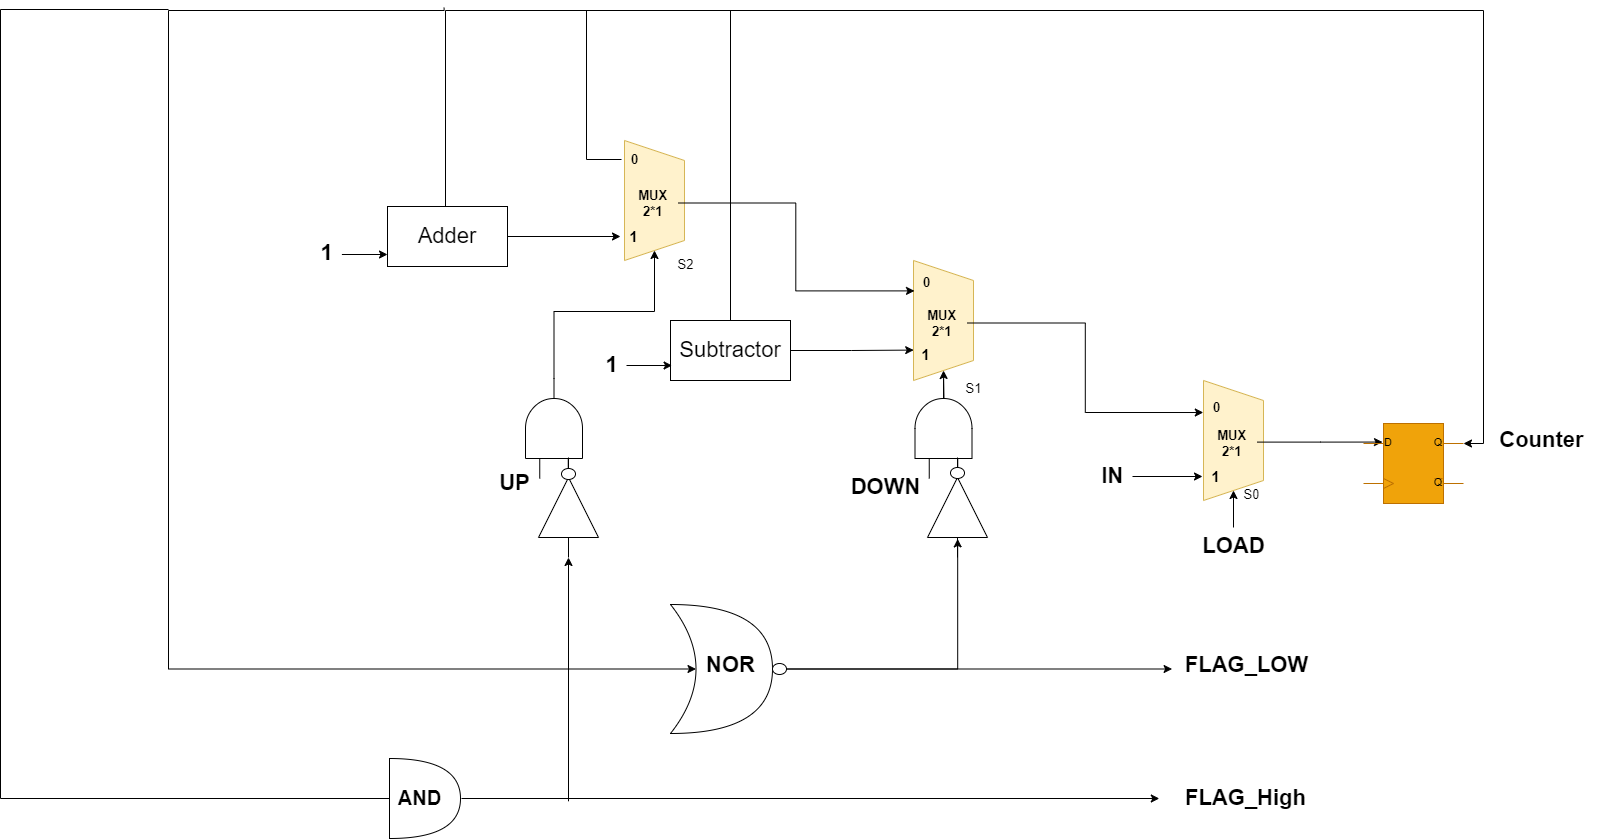 0
MUX
2*1
1
S2
Adder
1
0
MUX
2*1
1
S1
Subtractor
1
0
MUX
2*1
1
S0
D
Q
Q
Counter
UP
DOWN
IN
LOAD
NOR
FLAG_LOW
AND
FLAG_High